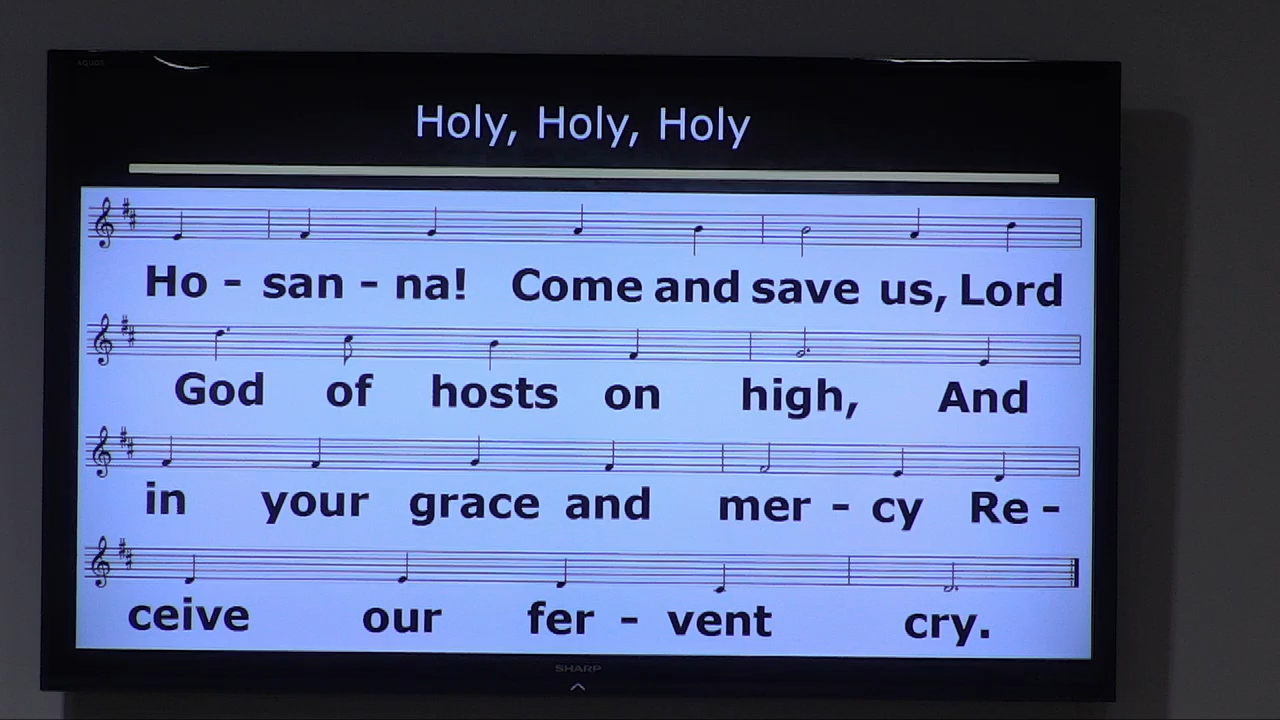 AQUOS
Holy, Holy, Holy
Ho - san - na! Come and save us, Lord
God of hosts on high, And
in your grace and mer - cy Re -
ceive our fer - vent cry.
SHARP